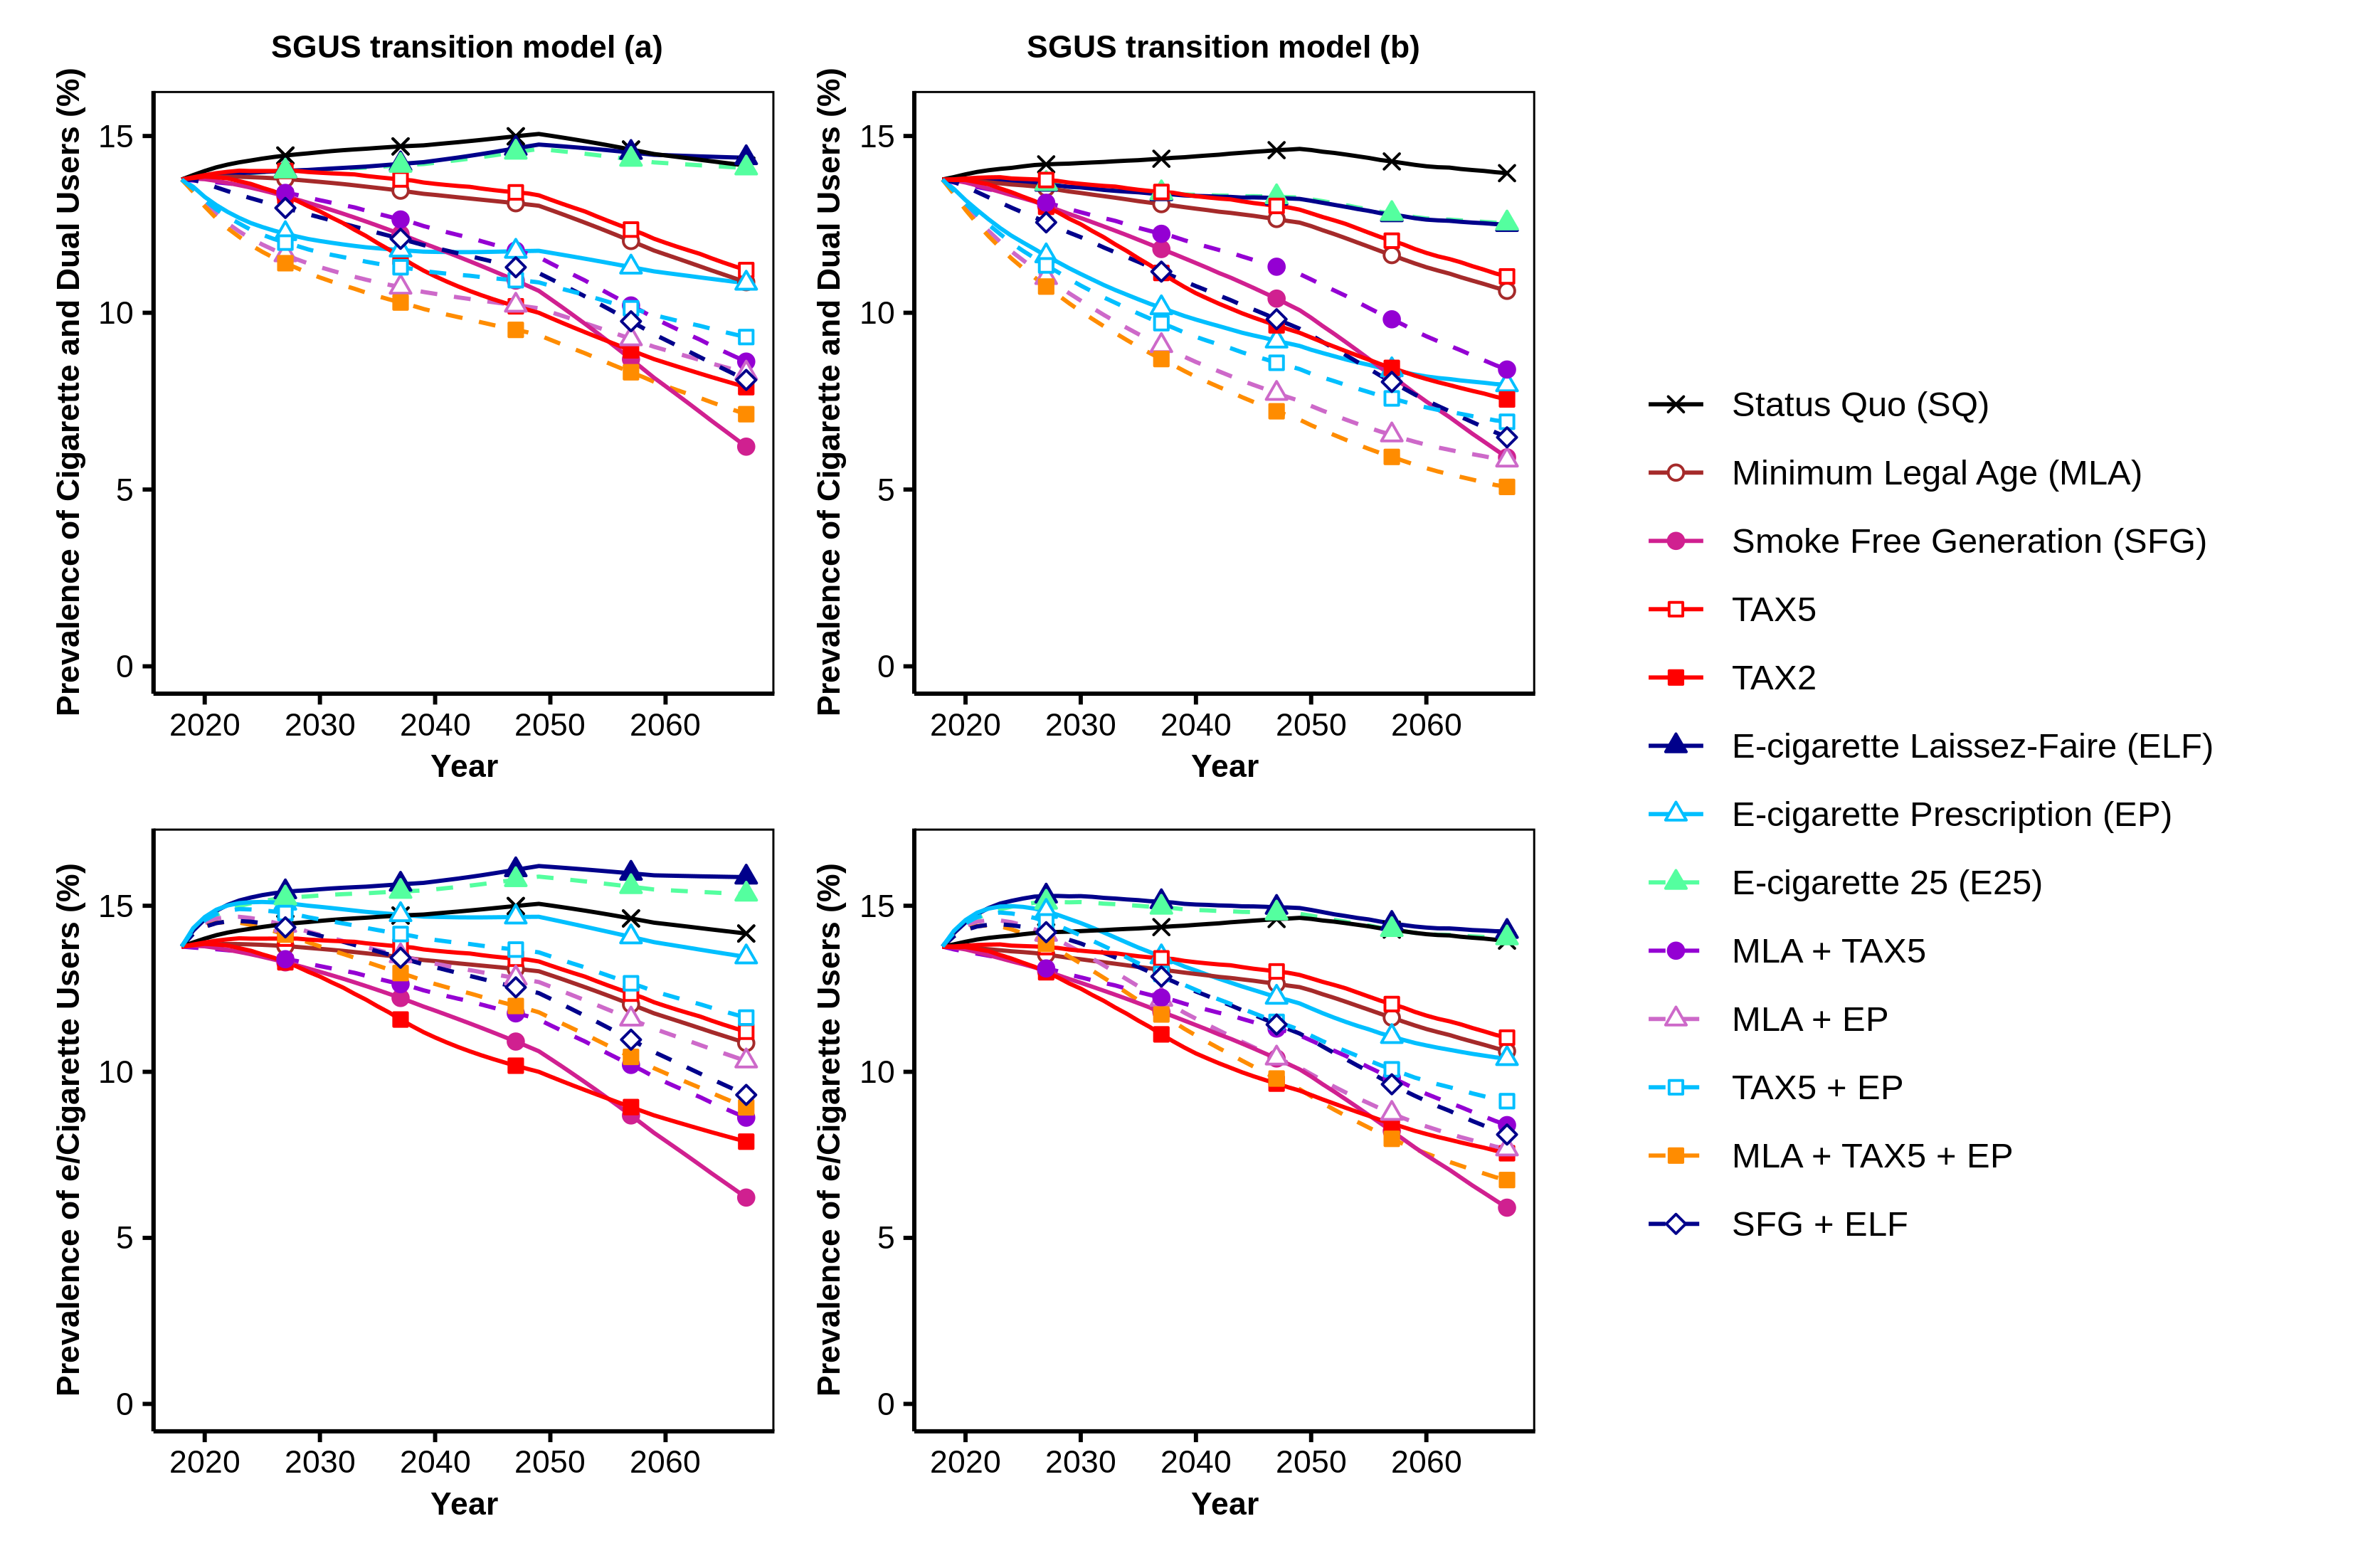 SGUS transition model (a)
Prevalence of Cigarette and Dual Users (%)
15
10
5
0
2020 2030 2040 2050 2060
Year
SGUS transition model (b)
Prevalence of Cigarette and Dual Users (%)
15
10
5
0
2020 2030 2040 2050 2060
Year
Prevalence of e/Cigarette Users (%)
15
10
5
0
2020 2030 2040 2050 2060
Year
Prevalence of e/Cigarette Users (%)
15
10
5
0
2020 2030 2040 2050 2060
Year
Status Quo (SQ)
Minimum Legal Age (MLA)
Smoke Free Generation (SFG)
TAX5
TAX2
E-cigarette Laissez-Faire (ELF)
E-cigarette Prescription (EP)
E-cigarette 25 (E25)
MLA + TAX5
MLA + EP
TAX5 + EP
MLA + TAX5 + EP
SFG + ELF